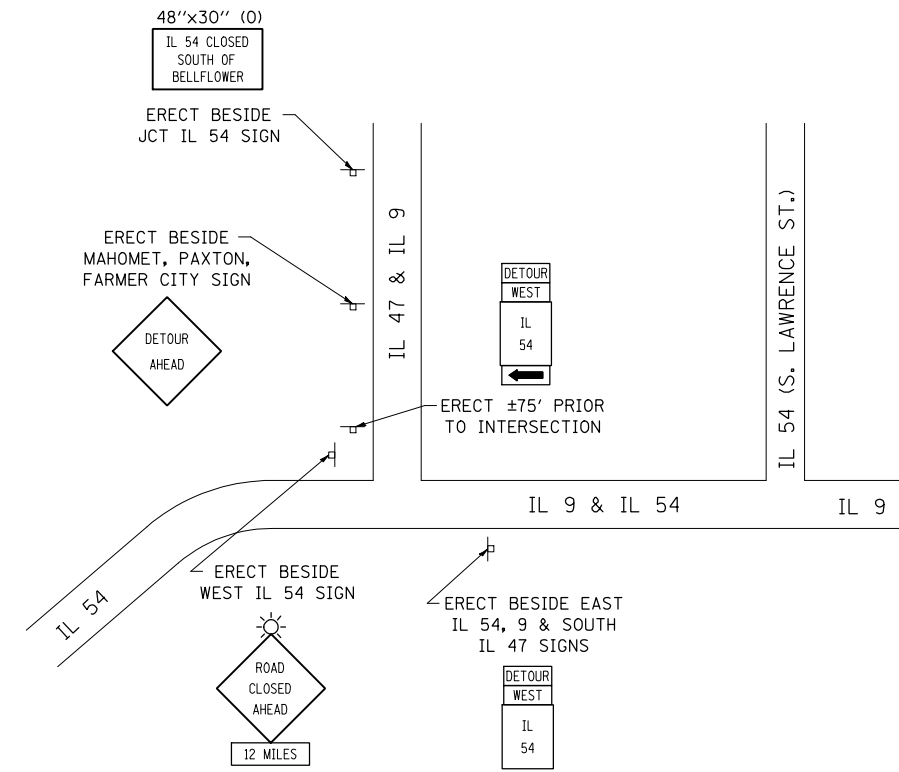 48"x30" (O)
IL 54 CLOSED
SOUTH OF
BELLFLOWER
ERECT BESIDE
JCT IL 54 SIGN
ERECT BESIDE
MAHOMET, PAXTON,
FARMER CITY SIGN
DETOUR
AHEAD
IL 47 & IL 9
DETOUR
WEST
IL
54
ERECT ±75' PRIOR
TO INTERSECTION
IL 54 (S. LAWRENCE ST.)
IL 9 & IL 54
IL 9
IL 54
ERECT BESIDE
WEST IL 54 SIGN
ROAD
CLOSED
AHEAD
12 MILES
ERECT BESIDE EAST
IL 54, 9 & SOUTH
IL 47 SIGNS
DETOUR
WEST
IL
54